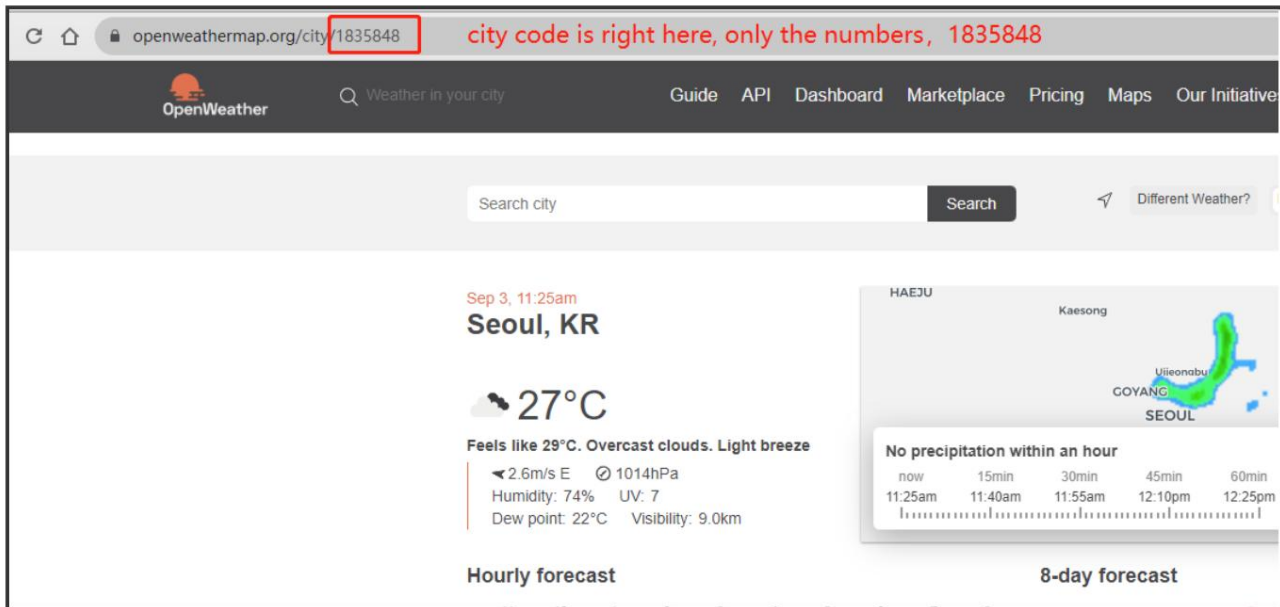 openweathermap.org/city/1835848
city code is right here, only the numbers, 1835848
OpenWeather
Weather in your city
Guide API Dashboard Marketplace Pricing Maps Our Initiative
Search city
Search
Different Weather?
Sep 3, 11:25am
Seoul, KR
27°C
Feels like 29°C. Overcast clouds. Light breeze
2.6m/s E 1014hPa
Humidity: 74% UV: 7
Dew point: 22°C Visibility: 9.0km
HAEJU
Kaesong
Uijeongbu
GOYANG
SEOUL
No precipitation within an hour
now 15min 30min 45min 60min
11:25am 11:40am 11:55am 12:10pm 12:25pm
Hourly forecast
8-day forecast